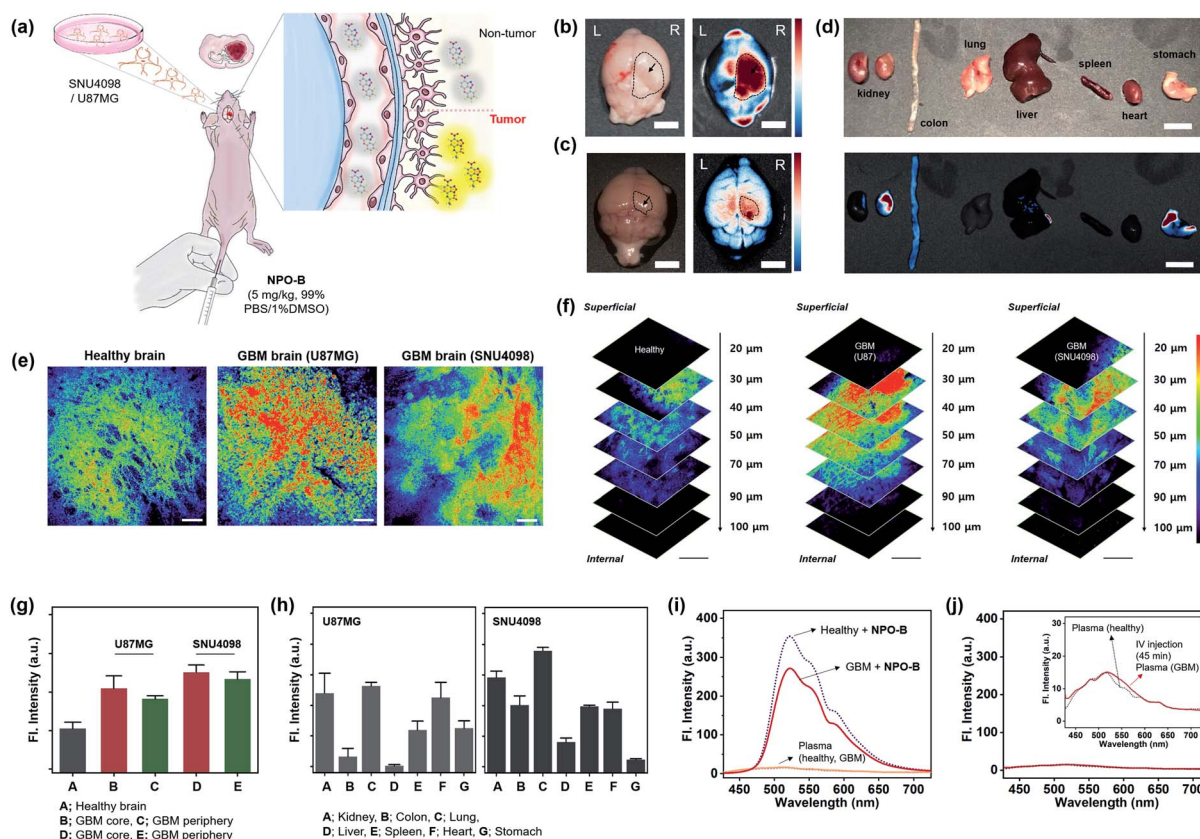 (a)
SNU4098
/ U87MG
Non-tumor
Tumor
NPO-B
(5 mg/kg, 99%
PBS/1%DMSO)
(b)
L
R
L
R
(c)
L
R
(d)
kidney
colon
lung
liver
spleen
heart
stomach
(e)
Healthy brain
GBM brain (U87MG)
GBM brain (SNU4098)
(f)
Superficial
Healthy
Internal
20 μm
30 μm
40 μm
50 μm
70 μm
90 μm
100 μm
Superficial
GBM
(U87)
Internal
20 μm
30 μm
40 μm
50 μm
70 μm
90 μm
100 μm
Superficial
GBM
(SNU4098)
Internal
20 μm
30 μm
40 μm
50 μm
70 μm
90 μm
100 μm
(g)
Fl. Intensity (a.u.)
U87MG
SNU4098
A B C D E
A; Healthy brain
B; GBM core, C; GBM periphery
D; GBM core, E; GBM periphery
(h)
Fl. Intensity (a.u.)
U87MG
SNU4098
A B C D E F G
A B C D E F G
A; Kidney, B; Colon, C; Lung,
D; Liver, E; Spleen, F; Heart, G; Stomach
(i)
Fl. Intensity (a.u.)
400
300
200
100
0
Healthy + NPO-B
GBM + NPO-B
Plasma
(healthy, GBM)
450 500 550 600 650 700
Wavelength (nm)
(j)
Fl. Intensity (a.u.)
400
300
200
100
0
Plasma (healthy)
IV injection
(45 min)
Plasma (GBM)
Fl. Intensity (a.u.)
30
20
10
0
450 500 550 600 650 700
Wavelength (nm)
450 500 550 600 650 700
Wavelength (nm)